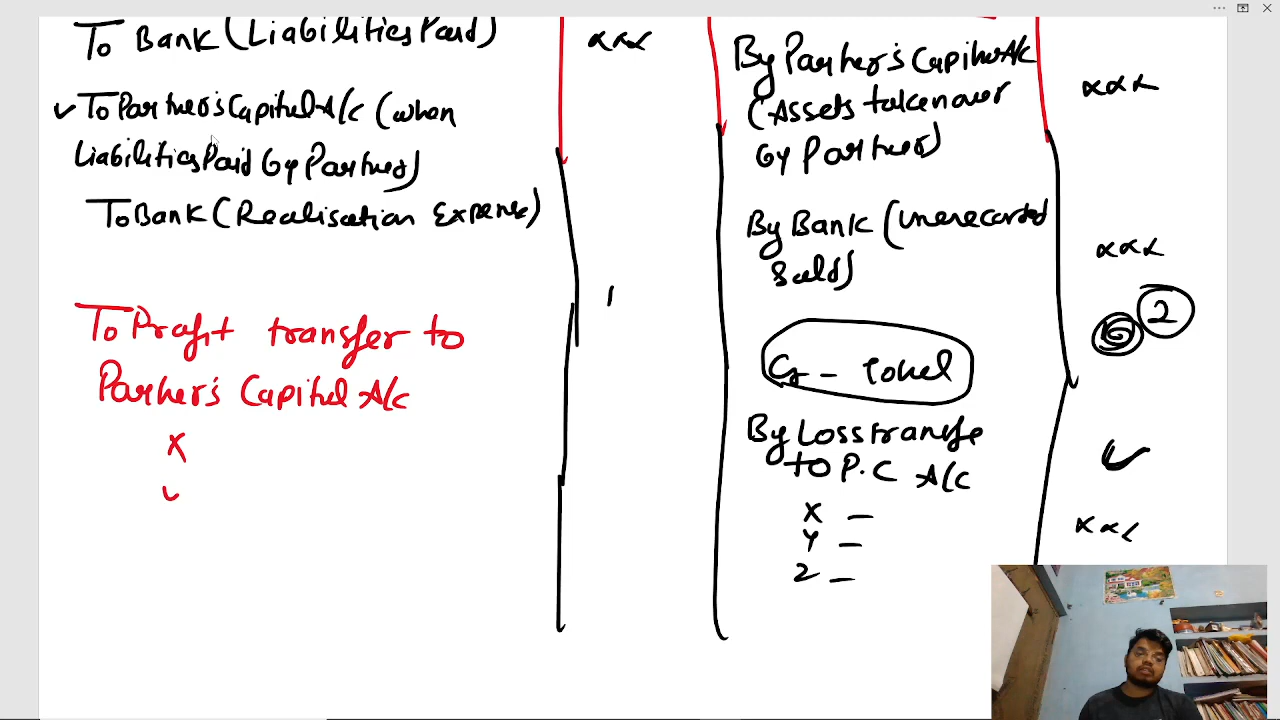 To Bank (Liabilities Paid)
xxx
✓ To Partner's Capital A/c (when
Liabilities Paid by Partner)
To Bank (Realisation Expense)
To Profit transfer to
Partner's Capital A/c
X
By Partner's Capital A/c
(Assets takenover
by Partner)
xxx
By Bank (unrecorded
Sold)
xxx
2
Cr - Total
By Loss transfer
to P.C A/c
✓
X —
Y —
Z —
xxx